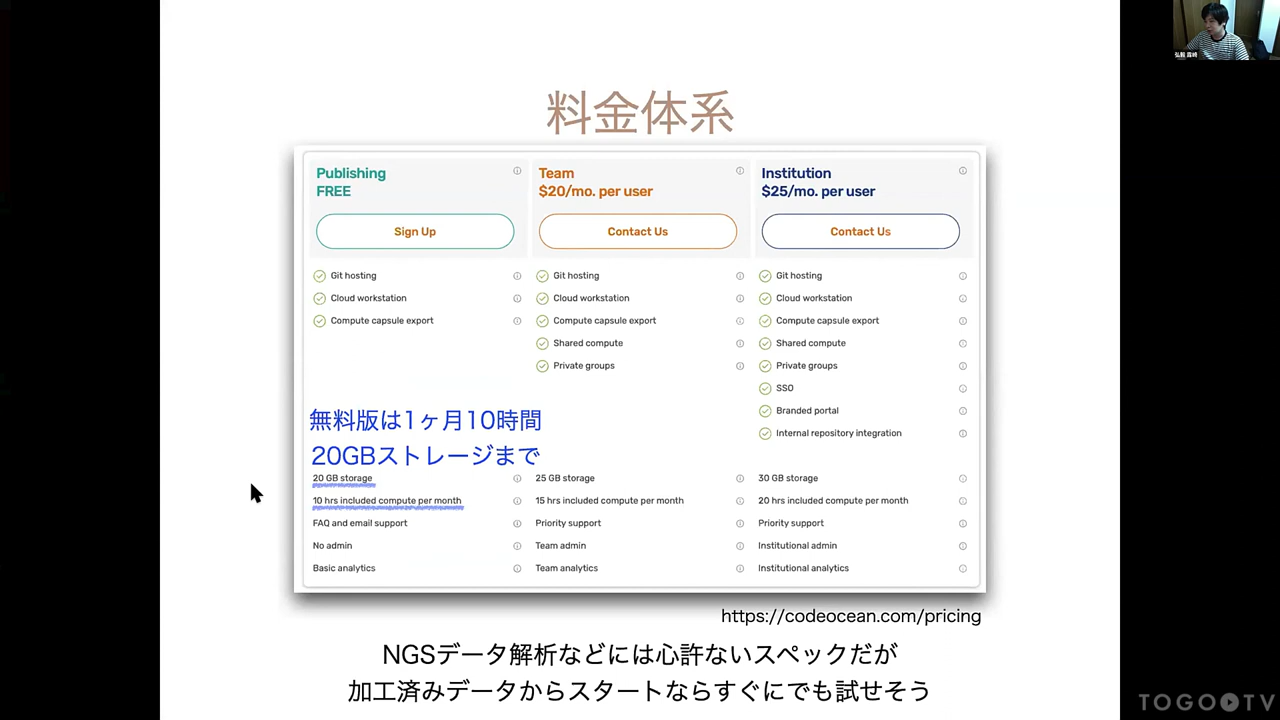 料金体系
Publishing
FREE
Sign Up
Git hosting
Cloud workstation
Compute capsule export
無料版は1ヶ月10時間
20GBストレージまで
20 GB storage
10 hrs included compute per month
FAQ and email support
No admin
Basic analytics
Team
$20/mo. per user
Contact Us
Git hosting
Cloud workstation
Compute capsule export
Shared compute
Private groups
25 GB storage
15 hrs included compute per month
Priority support
Team admin
Team analytics
Institution
$25/mo. per user
Contact Us
Git hosting
Cloud workstation
Compute capsule export
Shared compute
Private groups
SSO
Branded portal
Internal repository integration
30 GB storage
20 hrs included compute per month
Priority support
Institutional admin
Institutional analytics
https://codeocean.com/pricing
NGSデータ解析などには心許ないスペックだが
加工済みデータからスタートならすぐにでも試せそう
TOGOTV